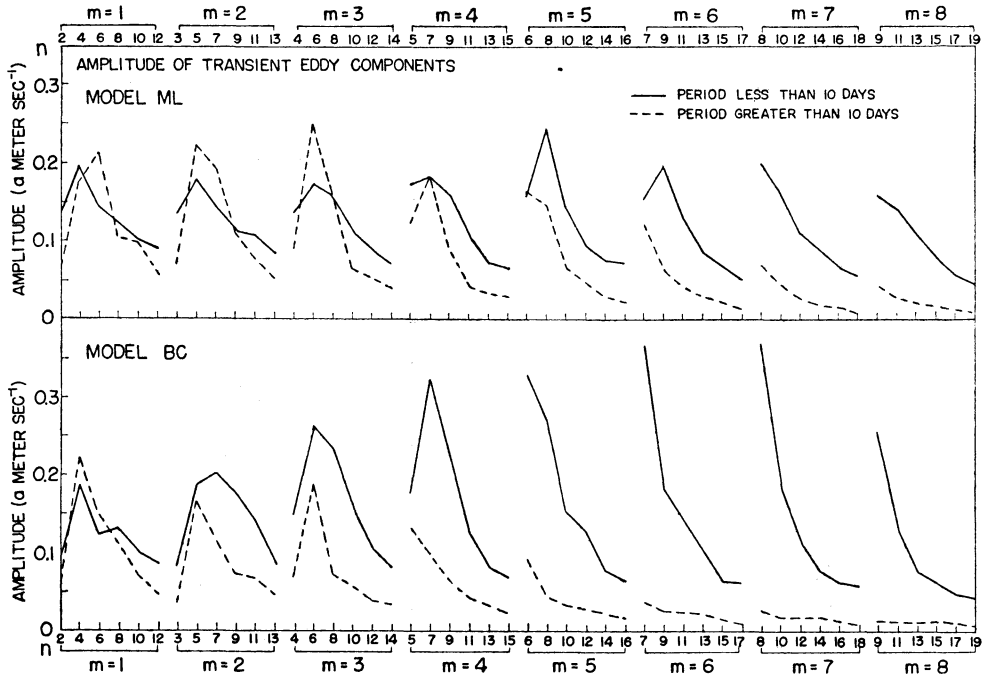 m=1 m=2 m=3 m=4 m=5 m=6 m=7 m=8
n 2 4 6 8 10 12 3 5 7 9 11 13 4 6 8 10 12 14 5 7 9 11 13 15 6 8 10 12 14 16 7 9 11 13 15 17 8 10 12 14 16 18 9 11 13 15 17 19
AMPLITUDE OF TRANSIENT EDDY COMPONENTS
MODEL ML
PERIOD LESS THAN 10 DAYS
PERIOD GREATER THAN 10 DAYS
AMPLITUDE (a METER SEC⁻¹)
0.3
0.2
0.1
0
MODEL BC
AMPLITUDE (a METER SEC⁻¹)
0.3
0.2
0.1
0
n 2 4 6 8 10 12 3 5 7 9 11 13 4 6 8 10 12 14 5 7 9 11 13 15 6 8 10 12 14 16 7 9 11 13 15 17 8 10 12 14 16 18 9 11 13 15 17 19
m=1 m=2 m=3 m=4 m=5 m=6 m=7 m=8